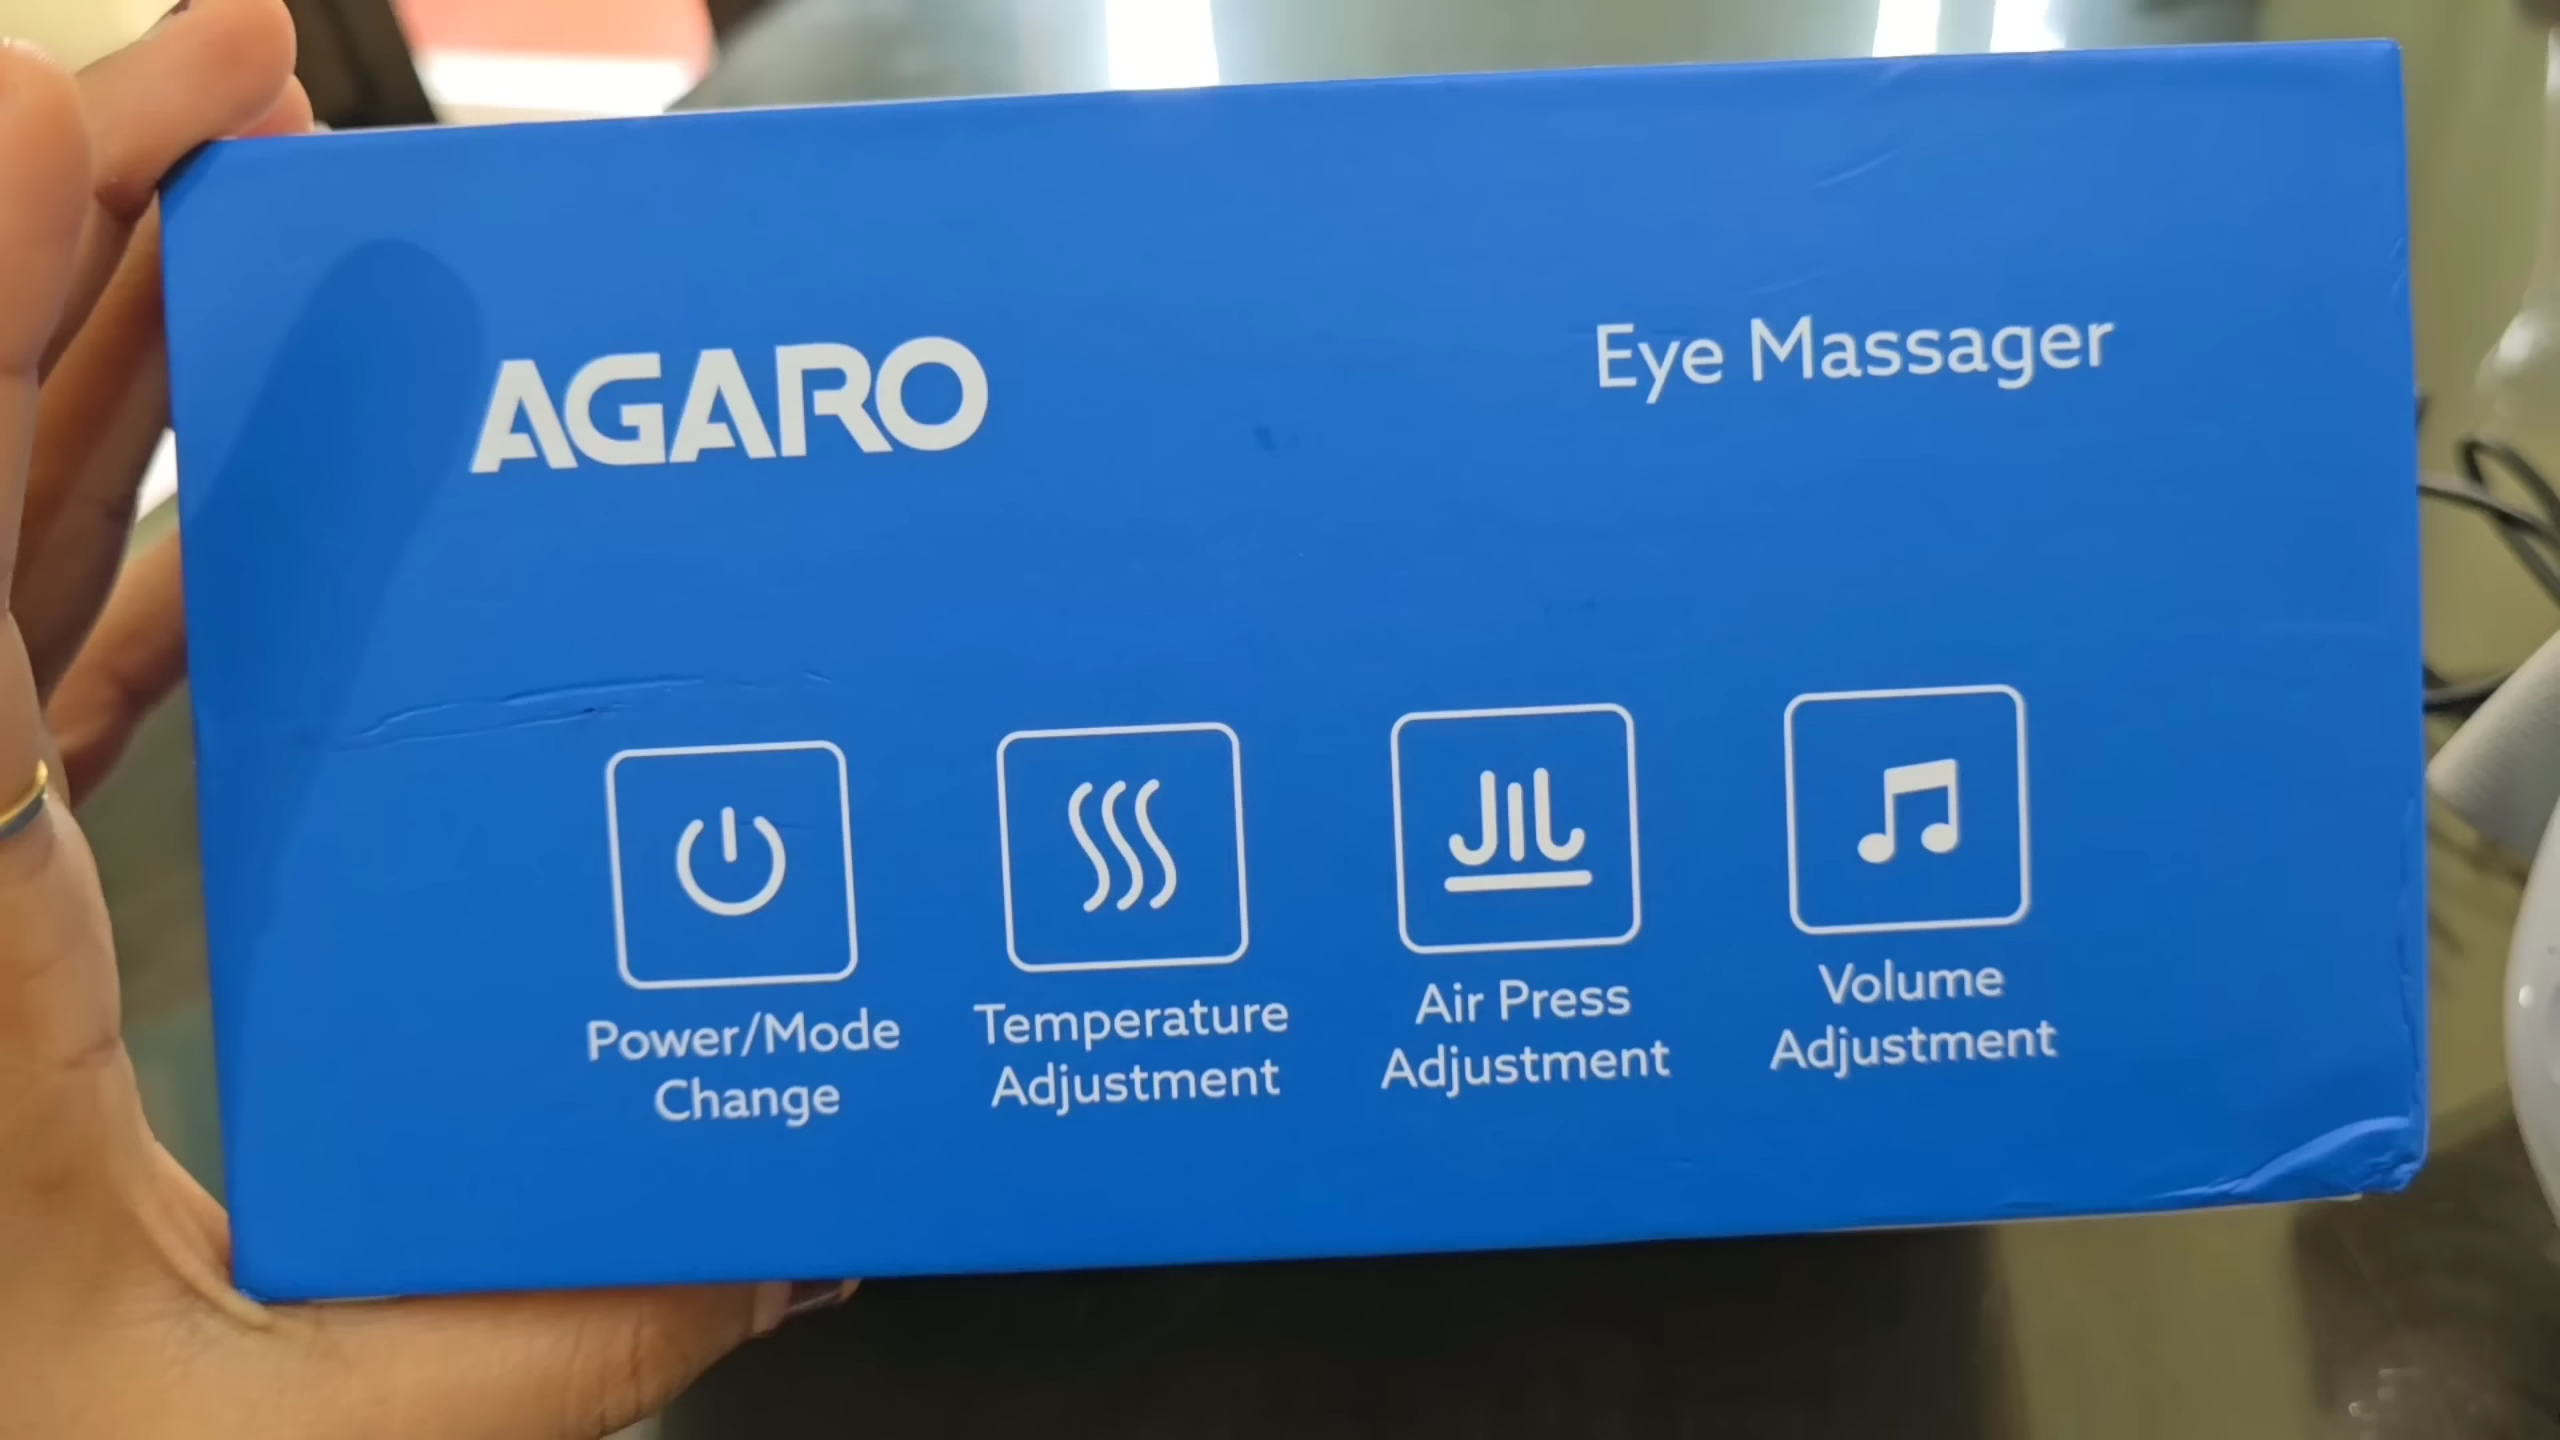 AGARO
Eye Massager
Power/Mode
Change
Temperature
Adjustment
Air Press
Adjustment
Volume
Adjustment